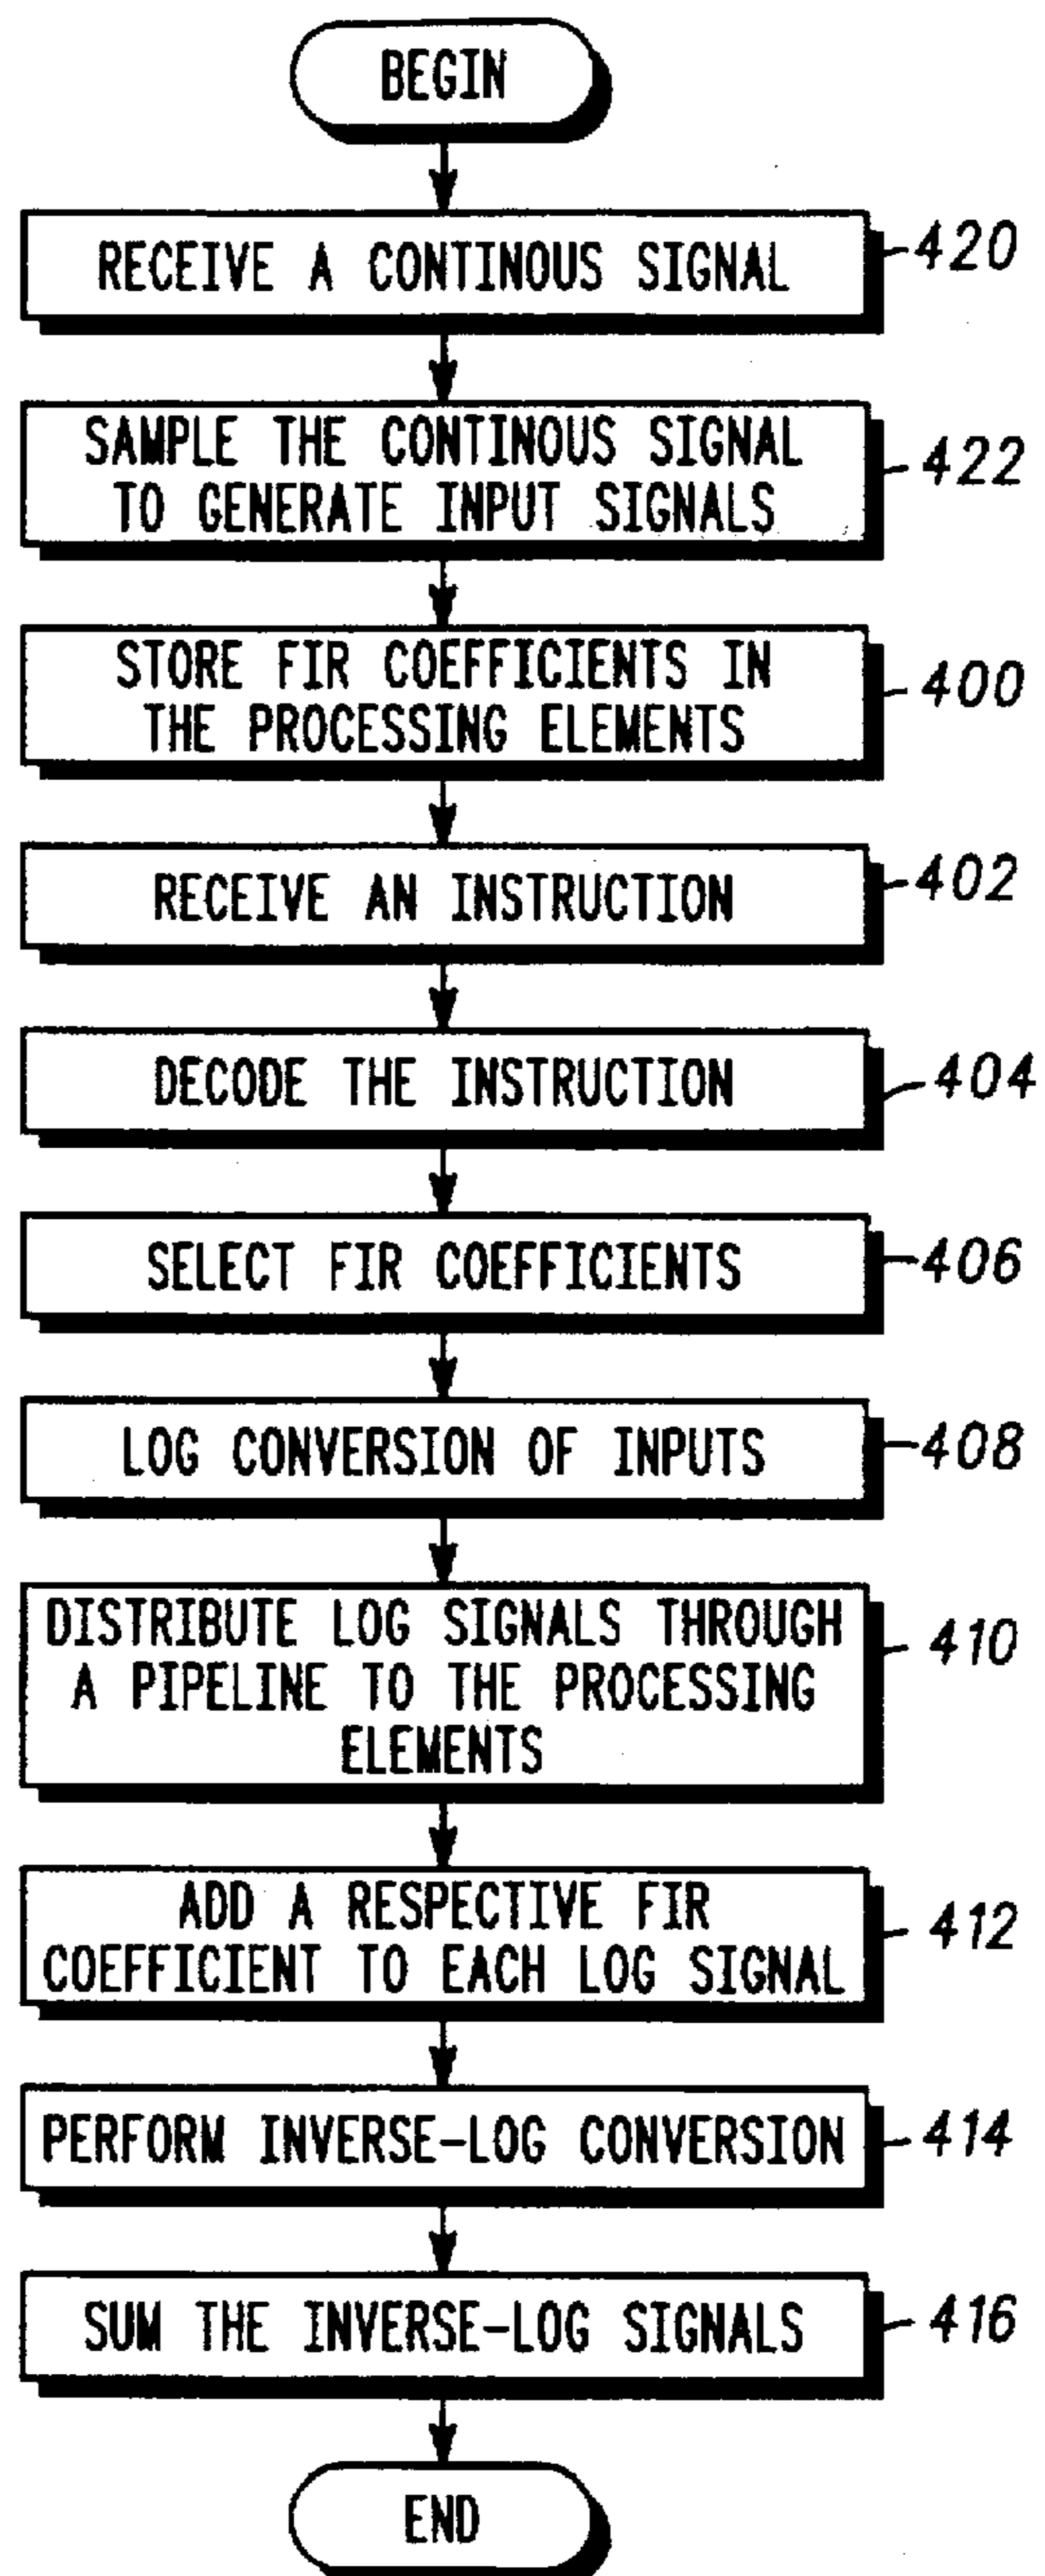 BEGIN
RECEIVE A CONTINOUS SIGNAL
420
SAMPLE THE CONTINOUS SIGNAL
TO GENERATE INPUT SIGNALS
422
STORE FIR COEFFICIENTS IN
THE PROCESSING ELEMENTS
400
RECEIVE AN INSTRUCTION
402
DECODE THE INSTRUCTION
404
SELECT FIR COEFFICIENTS
406
LOG CONVERSION OF INPUTS
408
DISTRIBUTE LOG SIGNALS THROUGH
A PIPELINE TO THE PROCESSING
ELEMENTS
410
ADD A RESPECTIVE FIR
COEFFICIENT TO EACH LOG SIGNAL
412
PERFORM INVERSE-LOG CONVERSION
414
SUM THE INVERSE-LOG SIGNALS
416
END